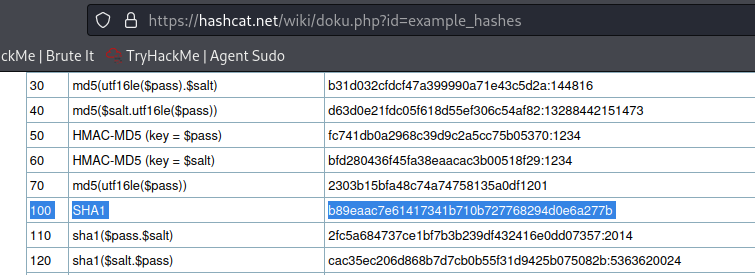 https://hashcat.net/wiki/doku.php?id=example_hashes
ckMe | Brute It TryHackMe | Agent Sudo
30 md5(utf16le($pass).$salt) b31d032cfdcf47a399990a71e43c5d2a:144816
40 md5($salt.utf16le($pass)) d63d0e21fdc05f618d55ef306c54af82:13288442151473
50 HMAC-MD5 (key = $pass) fc741db0a2968c39d9c2a5cc75b05370:1234
60 HMAC-MD5 (key = $salt) bfd280436f45fa38eaacac3b00518f29:1234
70 md5(utf16le($pass)) 2303b15bfa48c74a74758135a0df1201
100 SHA1 b89eaac7e61417341b710b727768294d0e6a277b
110 sha1($pass.$salt) 2fc5a684737ce1bf7b3b239df432416e0dd07357:2014
120 sha1($salt.$pass) cac35ec206d868b7d7cb0b55f31d9425b075082b:5363620024